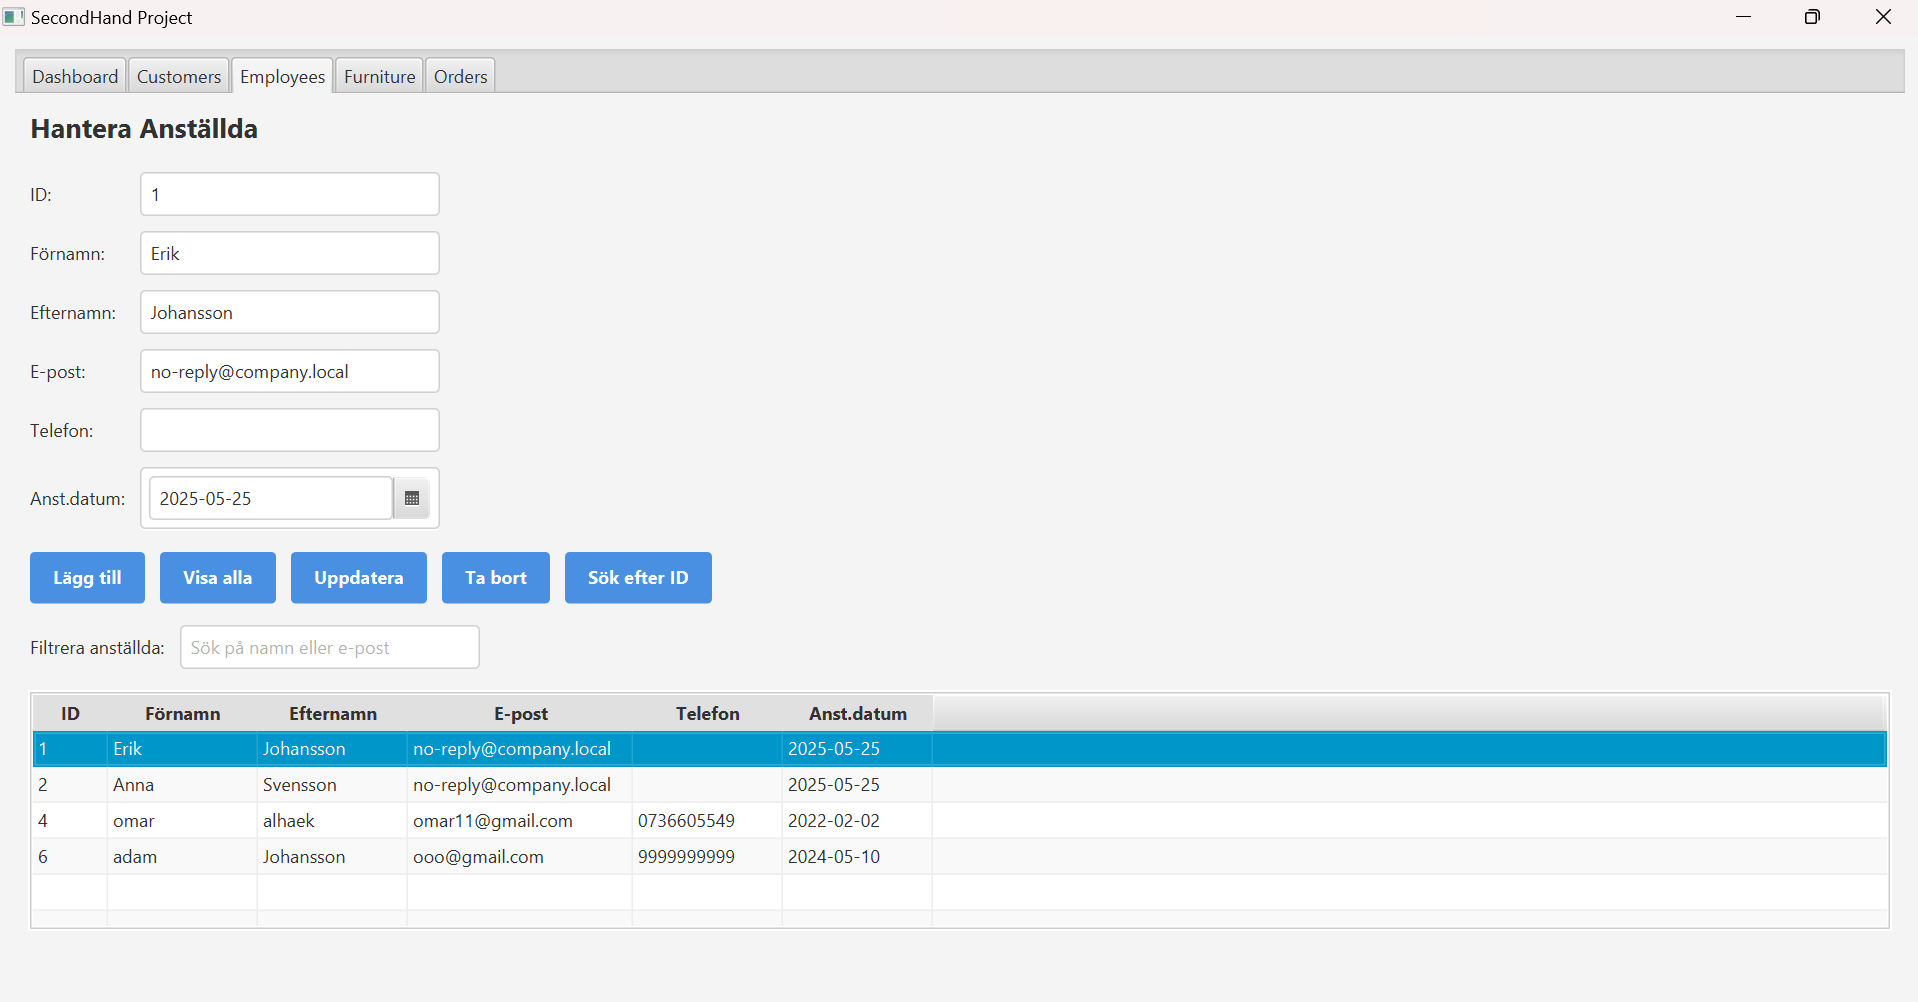 SecondHand Project
Dashboard Customers Employees Furniture Orders
Hantera Anställda
ID: 1
Förnamn: Erik
Efternamn: Johansson
E-post: no-reply@company.local
Telefon:
Anst.datum: 2025-05-25
Lägg till Visa alla Uppdatera Ta bort Sök efter ID
Filtrera anställda: Sök på namn eller e-post
ID Förnamn Efternamn E-post Telefon Anst.datum
1 Erik Johansson no-reply@company.local 2025-05-25
2 Anna Svensson no-reply@company.local 2025-05-25
4 omar alhaek omar11@gmail.com 0736605549 2022-02-02
6 adam Johansson ooo@gmail.com 9999999999 2024-05-10